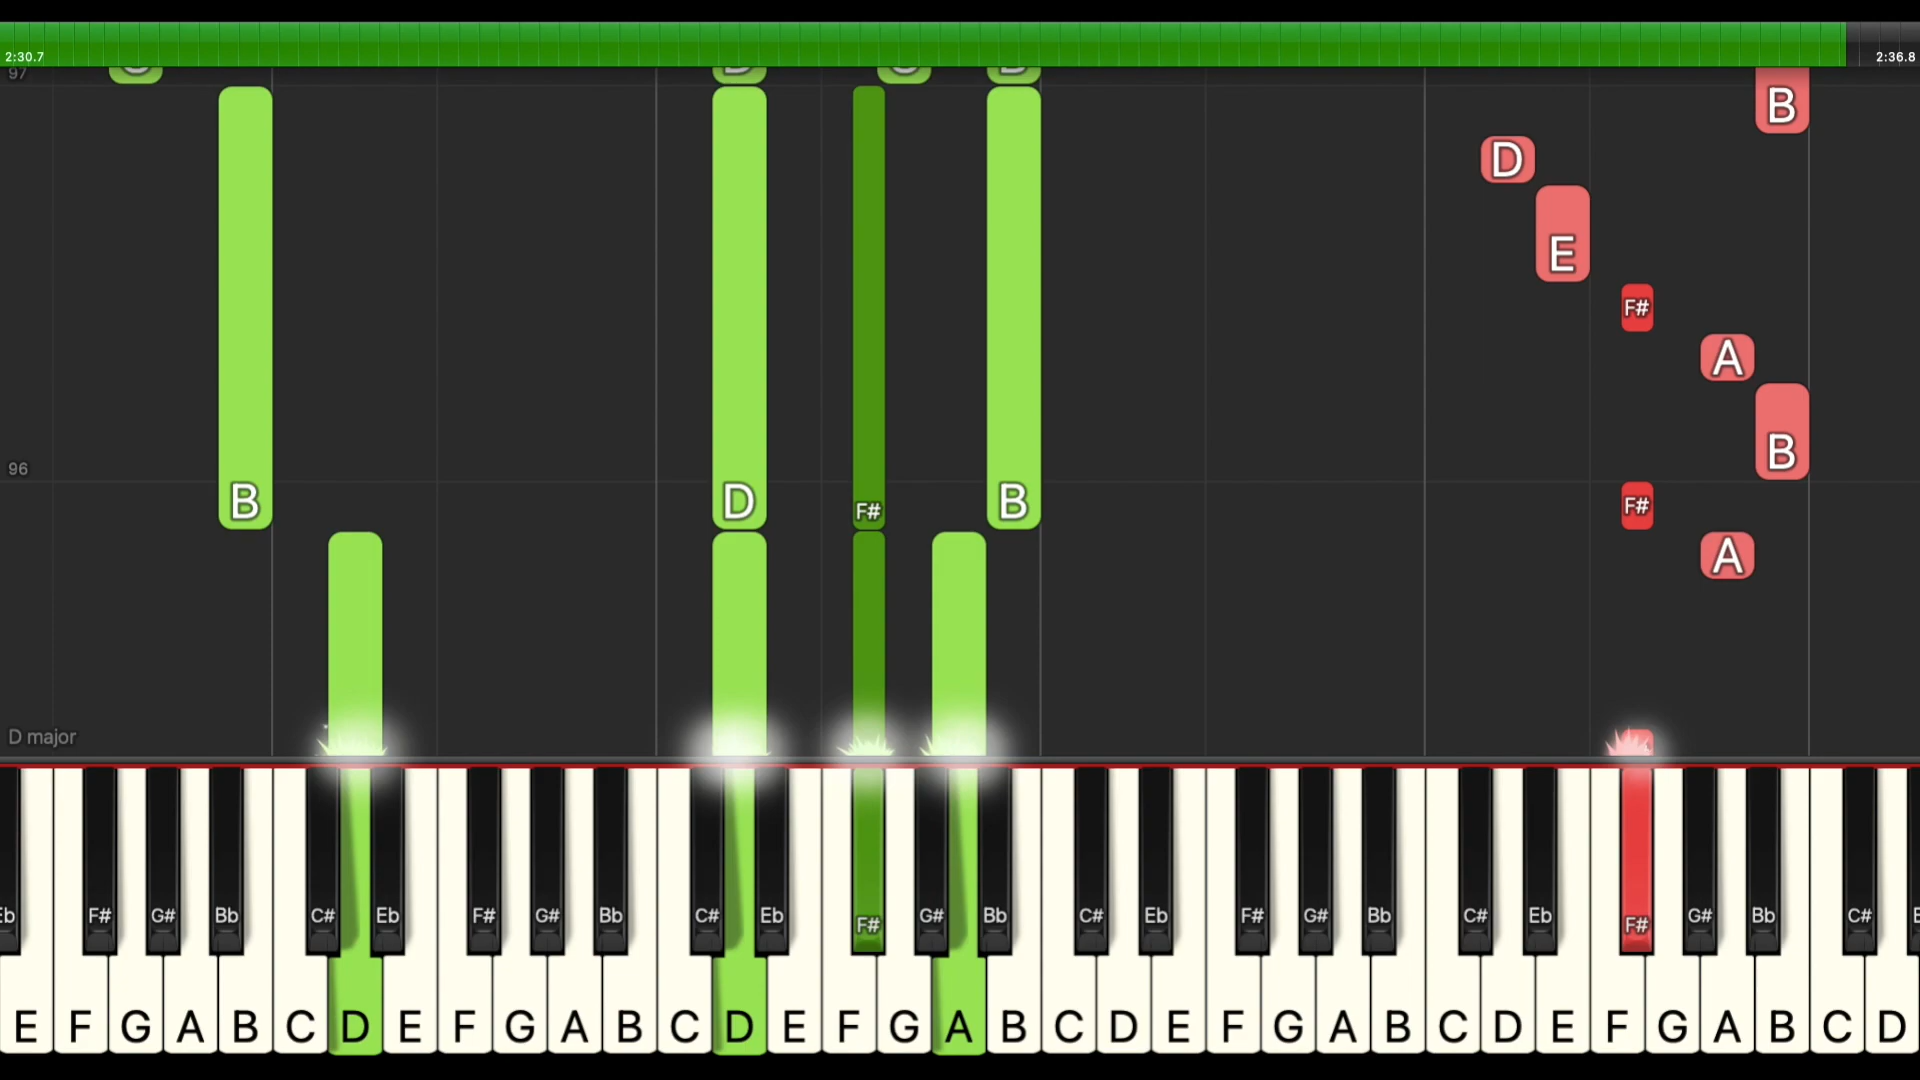 2:30.7 2:36.8
97
B
D
E
F#
A
96 B
B D F# B F#
A
D major
Eb F# G# Bb C# Eb F# G# Bb C# Eb F# G# Bb C# Eb F# G# Bb C# Eb F# G# Bb C#
E F G A B C D E F G A B C D E F G A B C D E F G A B C D E F G A B C D